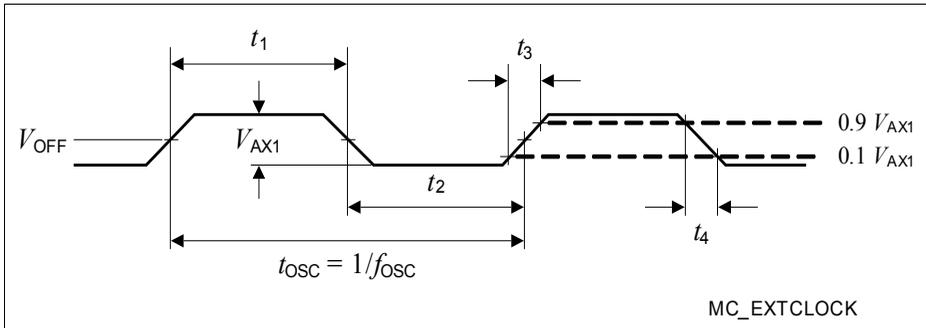 t1
t3
VOFF
VAX1
0.9 VAX1
0.1 VAX1
t2
t4
tOSC = 1/fOSC
MC_EXTCLOCK